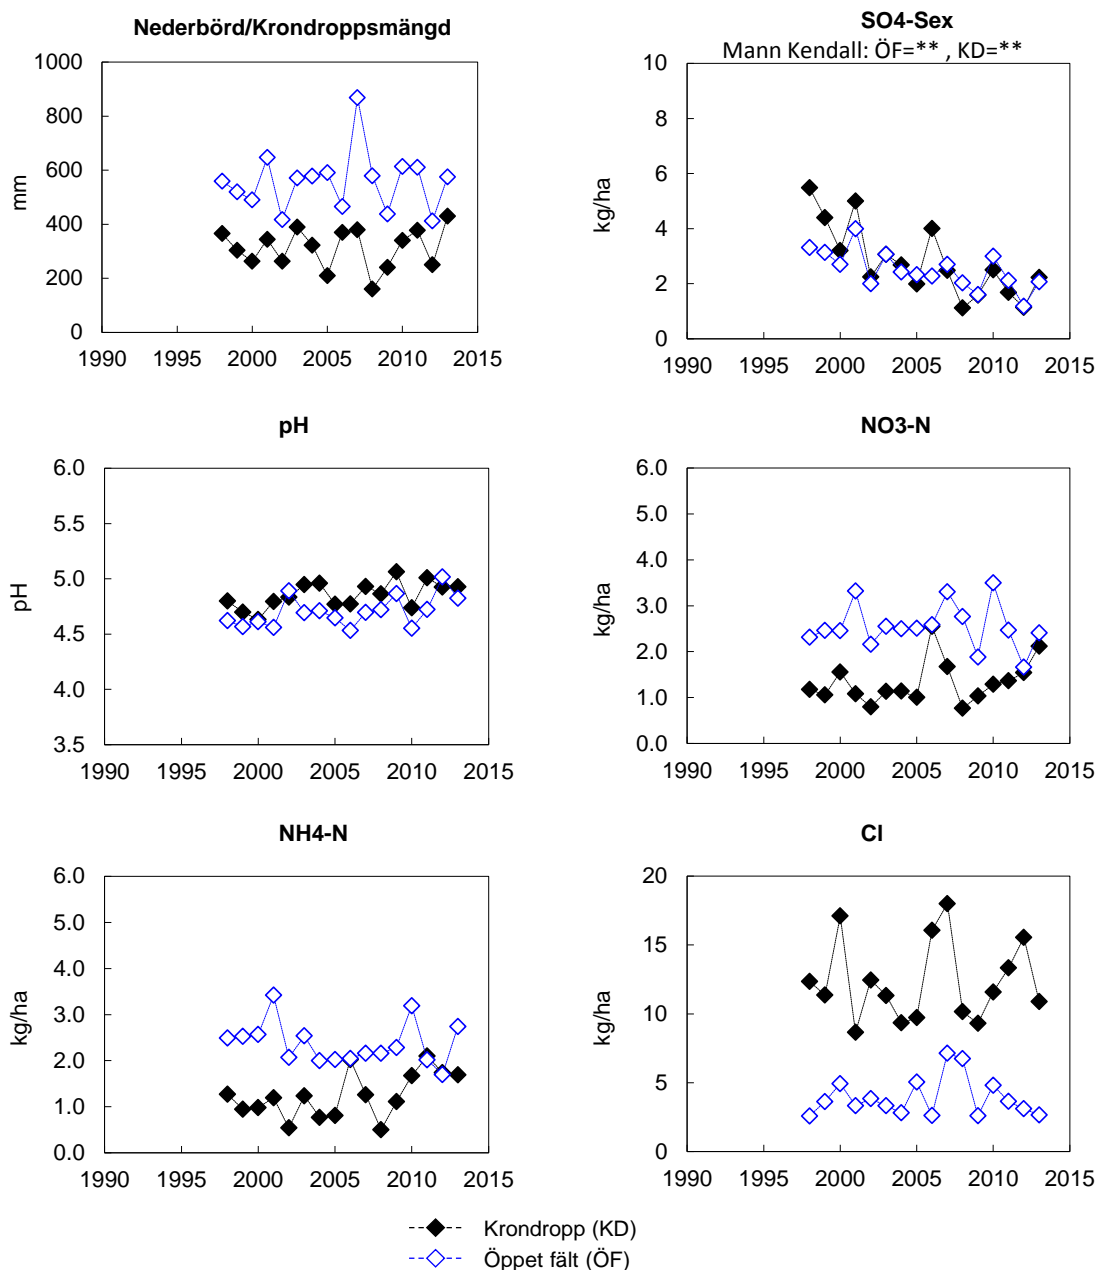 Nederbörd/Krondroppsmängd
1000
800
600
400
200
0
mm
1990 1995 2000 2005 2010 2015
SO4-Sex
Mann Kendall: ÖF=** , KD=**
10
8
6
4
2
0
kg/ha
1990 1995 2000 2005 2010 2015
pH
6.0
5.5
5.0
4.5
4.0
3.5
pH
1990 1995 2000 2005 2010 2015
NO3-N
6.0
5.0
4.0
3.0
2.0
1.0
0.0
kg/ha
1990 1995 2000 2005 2010 2015
NH4-N
6.0
5.0
4.0
3.0
2.0
1.0
0.0
kg/ha
1990 1995 2000 2005 2010 2015
Cl
20
15
10
5
0
kg/ha
1990 1995 2000 2005 2010 2015
Krondropp (KD)
Öppet fält (ÖF)